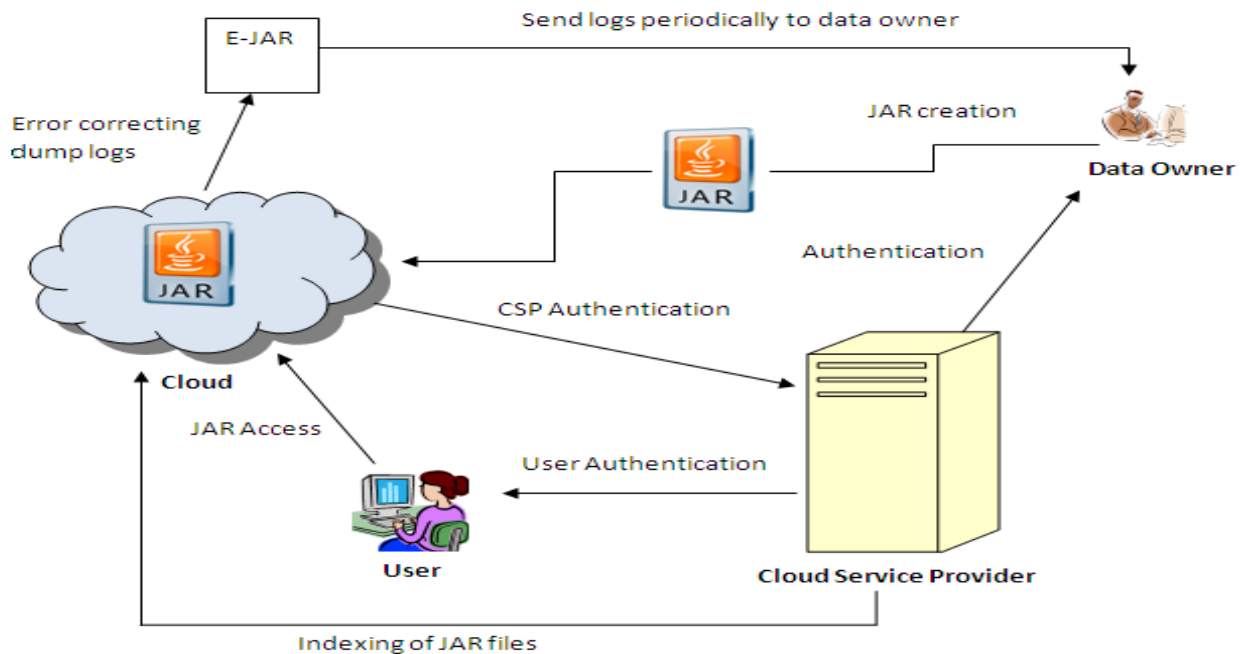 Send logs periodically to data owner
E-JAR
Error correcting
dump logs
JAR creation
JAR
Data Owner
Authentication
JAR
CSP Authentication
Cloud
JAR Access
User Authentication
User
Cloud Service Provider
Indexing of JAR files